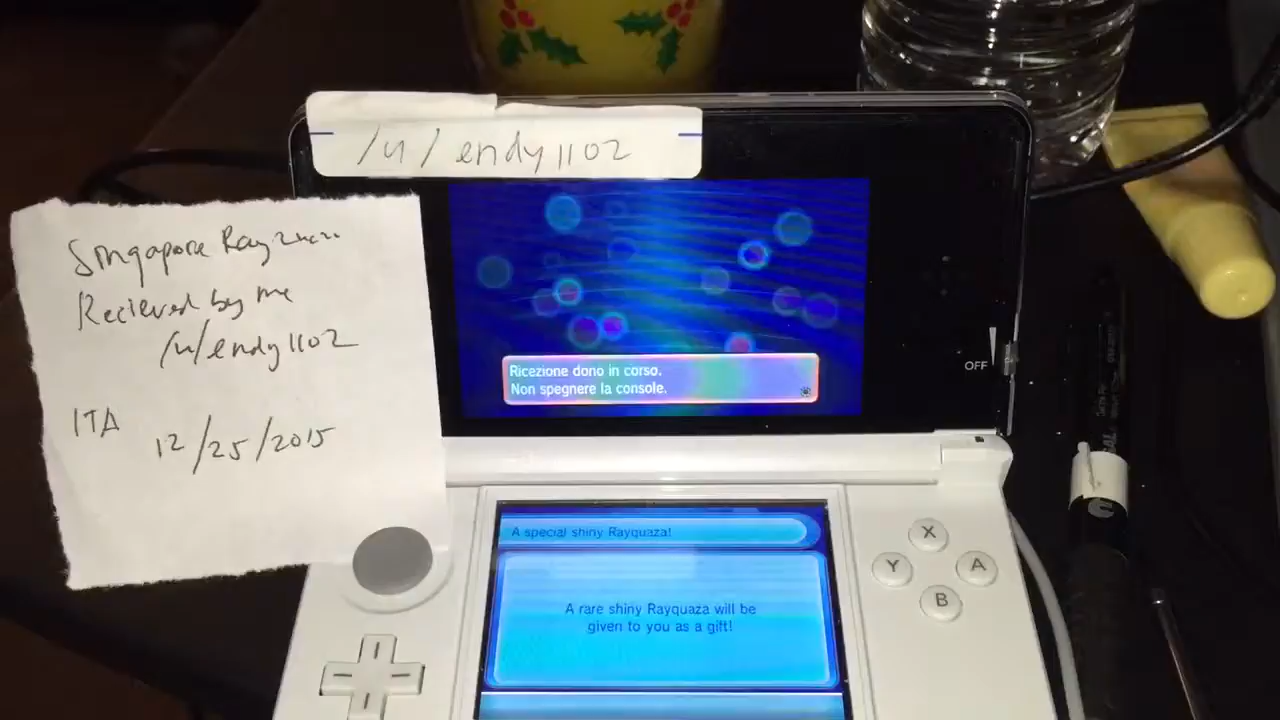 /u/endy1102
Singapore Rayquaza
Recieved by me
/u/endy1102
ITA
12/25/2015
Ricezione dono in corso.
Non spegnere la console.
OFF
A special shiny Rayquaza!
A rare shiny Rayquaza will be
given to you as a gift!
X
Y
A
B